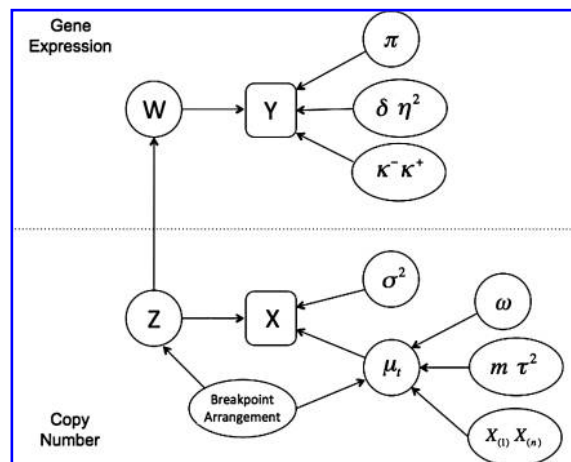 Gene
Expression
π
W
Y
δ η²
κ⁻κ⁺
σ²
ω
Z
X
μₜ
m τ²
Breakpoint
Arrangement
X₍₁₎ X₍ₙ₎
Copy
Number